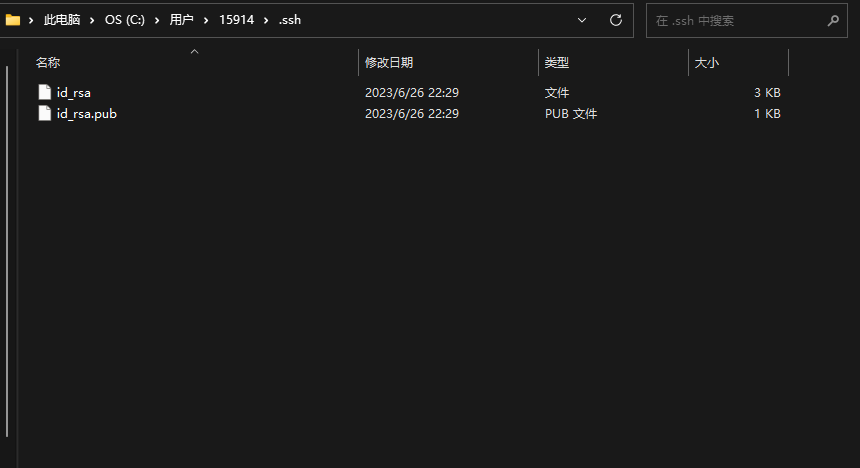 此电脑 › OS (C:) › 用户 › 15914 › .ssh 在 .ssh 中搜索
名称 修改日期 类型 大小
id_rsa 2023/6/26 22:29 文件 3 KB
id_rsa.pub 2023/6/26 22:29 PUB 文件 1 KB